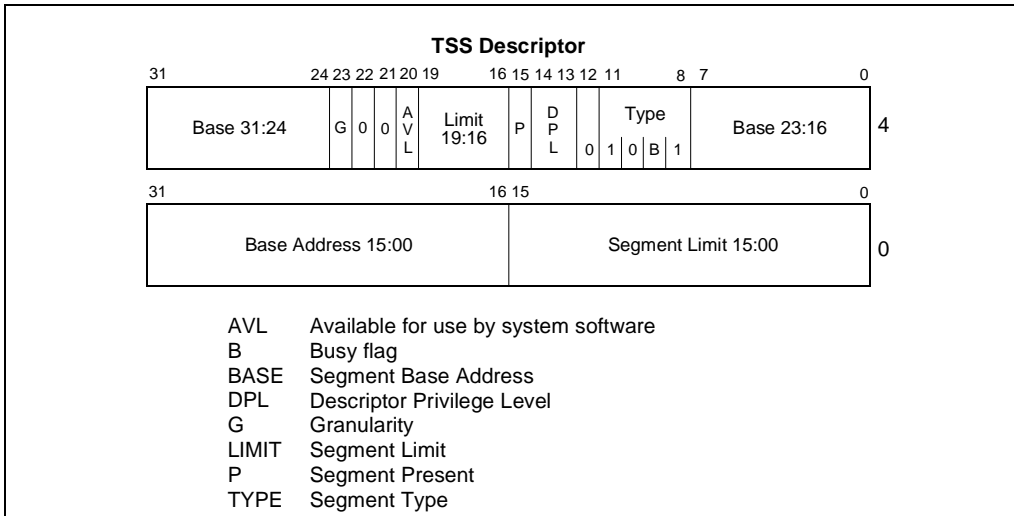 TSS Descriptor
31 24 23 22 21 20 19 16 15 14 13 12 11 8 7 0
Base 31:24 G 0 0 AVL Limit 19:16 P DPL 0 Type 1 0 B 1 Base 23:16 4
31 16 15 0
Base Address 15:00 Segment Limit 15:00 0
AVL Available for use by system software
B Busy flag
BASE Segment Base Address
DPL Descriptor Privilege Level
G Granularity
LIMIT Segment Limit
P Segment Present
TYPE Segment Type